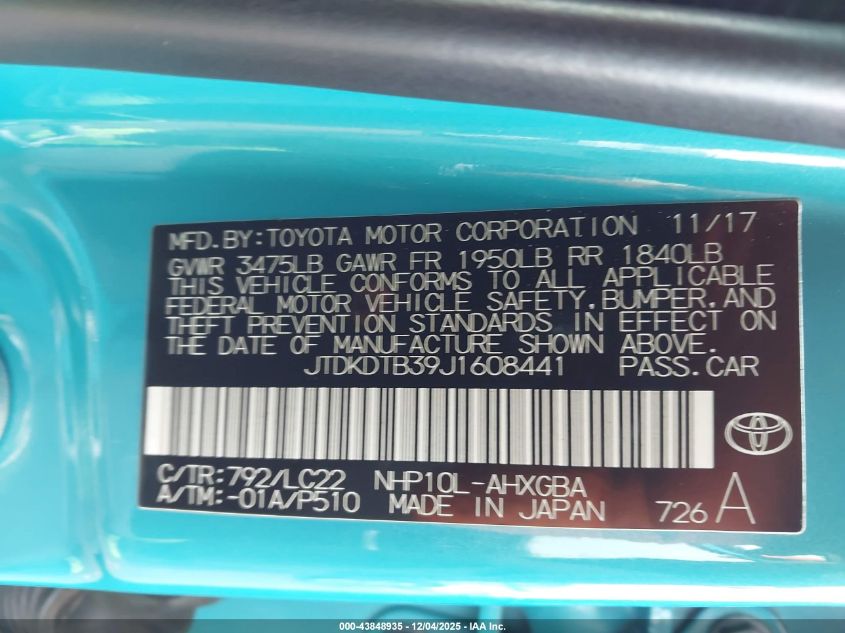 MFD.BY:TOYOTA MOTOR CORPORATION 11/17
GVWR 3475LB GAWR FR 1950LB RR 1840LB
THIS VEHICLE CONFORMS TO ALL APPLICABLE
FEDERAL MOTOR VEHICLE SAFETY,BUMPER,AND
THEFT PREVENTION STANDARDS IN EFFECT ON
THE DATE OF MANUFACTURE SHOWN ABOVE.
JTDKDTB39J1608441 PASS.CAR
C/TR:792/LC22 NHP10L-AHXGBA
A/TM:-01A/P510 MADE IN JAPAN 726 A
000-43848935 - 12/04/2025 - IAA Inc.